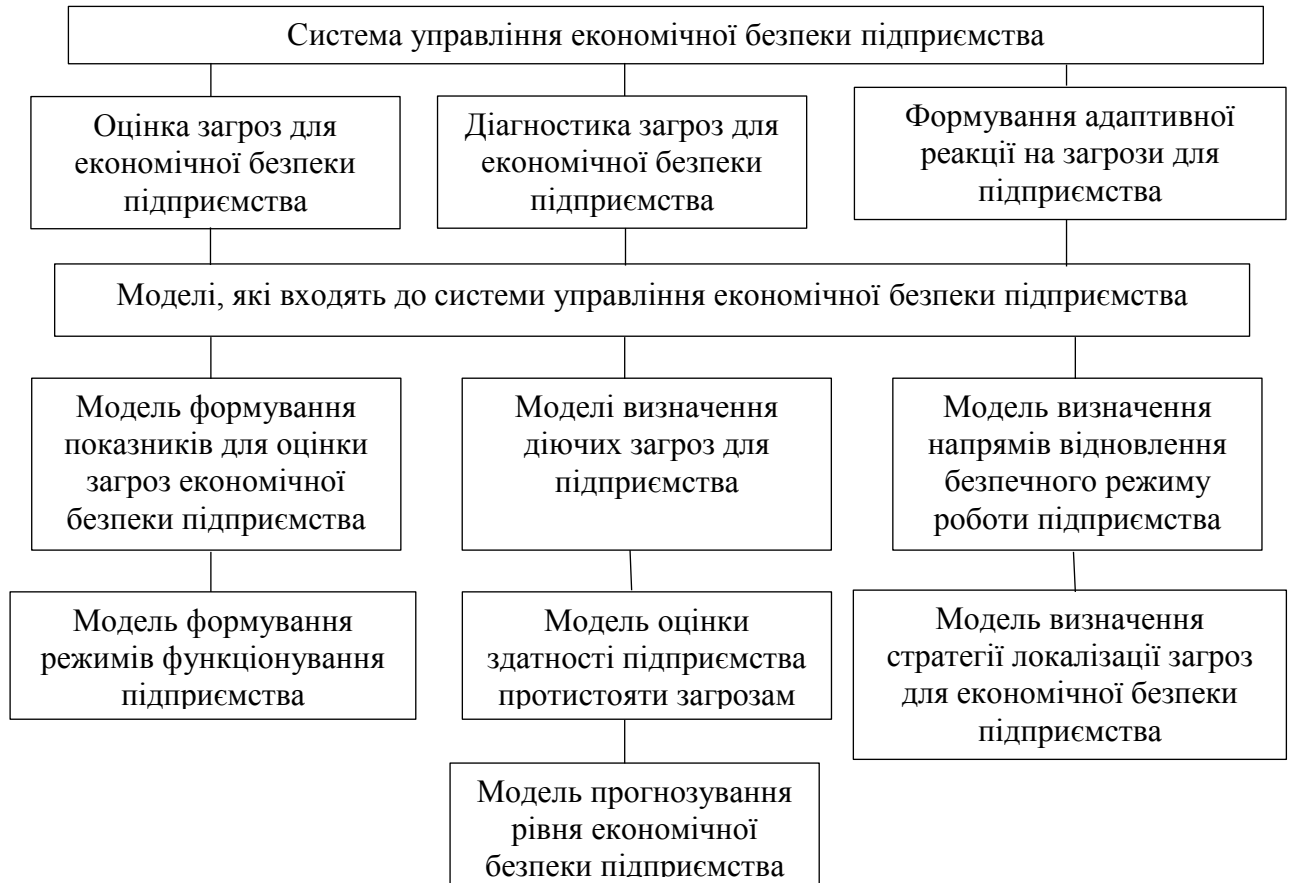 Система управління економічної безпеки підприємства
Оцінка загроз для
економічної безпеки
підприємства
Діагностика загроз для
економічної безпеки
підприємства
Формування адаптивної
реакції на загрози для
підприємства
Моделі, які входять до системи управління економічної безпеки підприємства
Модель формування
показників для оцінки
загроз економічної
безпеки підприємства
Моделі визначення
діючих загроз для
підприємства
Модель визначення
напрямів відновлення
безпечного режиму
роботи підприємства
Модель формування
режимів функціонування
підприємства
Модель оцінки
здатності підприємства
протистояти загрозам
Модель визначення
стратегії локалізації загроз
для економічної безпеки
підприємства
Модель прогнозування
рівня економічної
безпеки підприємства